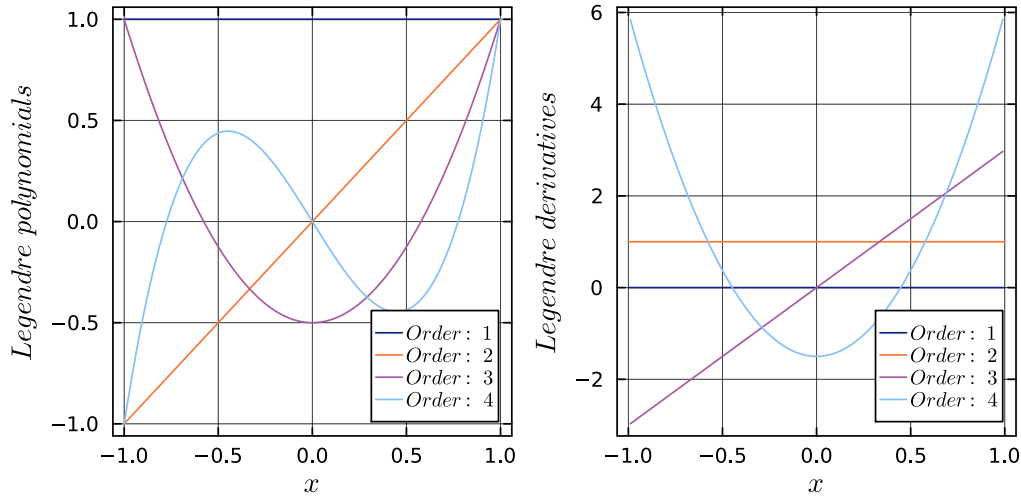 Legendre polynomials
1.0
0.5
0.0
−0.5
−1.0
−1.0
−0.5
0.0
0.5
1.0
x
Order : 1
Order : 2
Order : 3
Order : 4
Legendre derivatives
6
4
2
0
−2
−1.0
−0.5
0.0
0.5
1.0
x
Order : 1
Order : 2
Order : 3
Order : 4